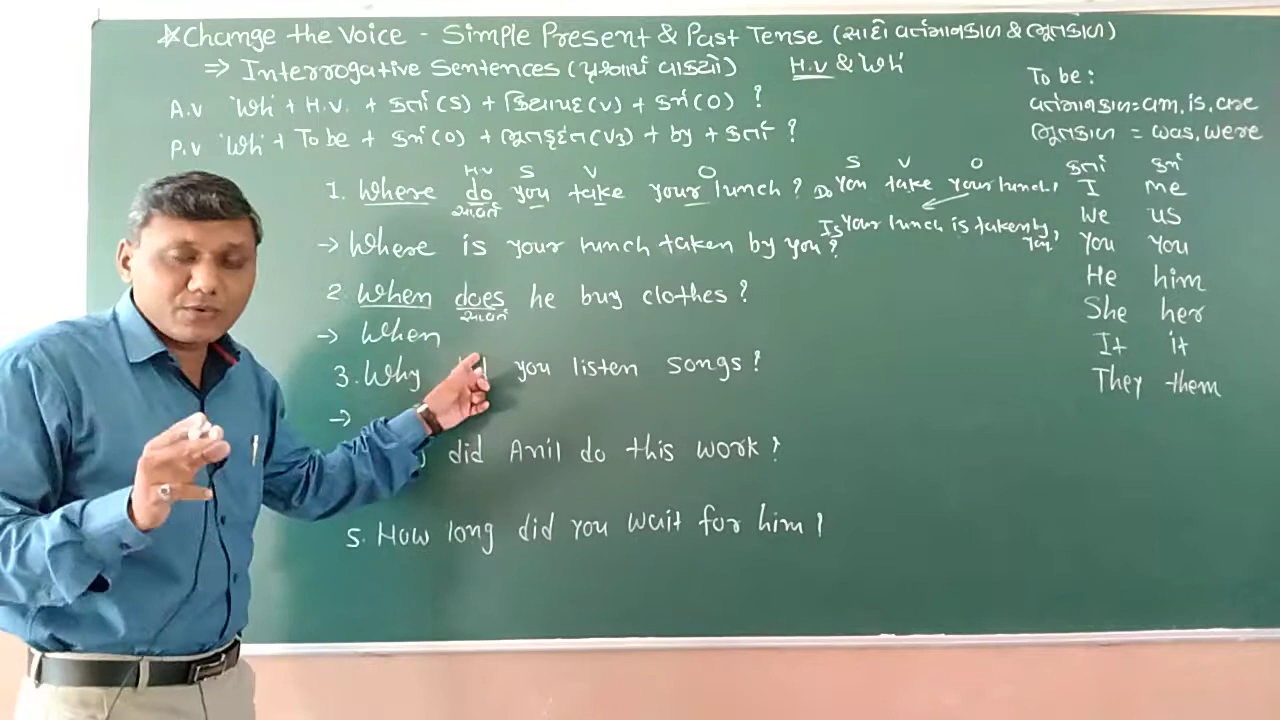 * Change the Voice - Simple Present & Past Tense (સાદો વર્તમાનકાળ & ભૂતકાળ)
⇒ Interrogative Sentences (પ્રશ્નાર્થ વાક્યો) H.V & Wh
A.V Wh + H.V. + કર્તા (S) + ક્રિયાપદ (V) + કર્મ (O) ?
P.V Wh + To be + કર્મ (O) + ભૂતકૃદંત (V3) + by + કર્તા ?
To be :
વર્તમાનકાળ = am, is, are
ભૂતકાળ = was, were
H.V S V O
1. Where do you take your lunch ?
સાવર્ત
→ Where is your lunch taken by you ?
S V O
Do You take your lunch.
Is Your lunch is taken by you.
2. When does he buy clothes ?
→ When
3. Why you listen songs ?
→
did Anil do this work ?
5. How long did you wait for him ?
કર્તા કર્મ
I me
We us
You You
He him
She her
It it
They them